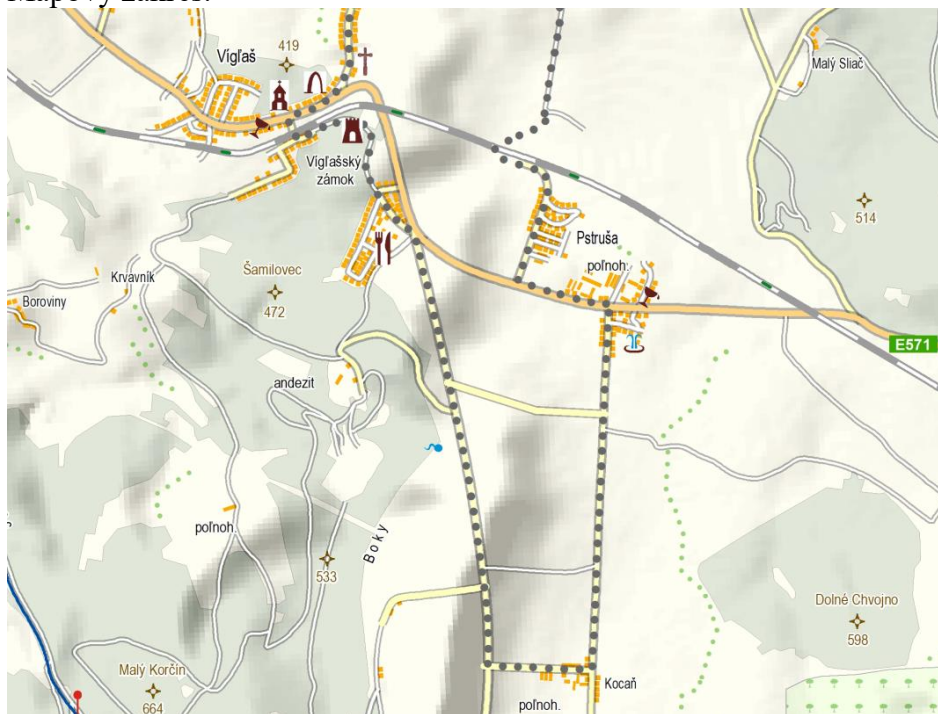 Vígľaš
419
Malý Sliač
Vígľašský
zámok
514
Pstruša
poľnoh.
Šamilovec
472
Krvavník
Boroviny
E571
andezit
poľnoh.
Boky
533
Dolné Chvojno
598
Malý Korčín
664
Kocaň
poľnoh.